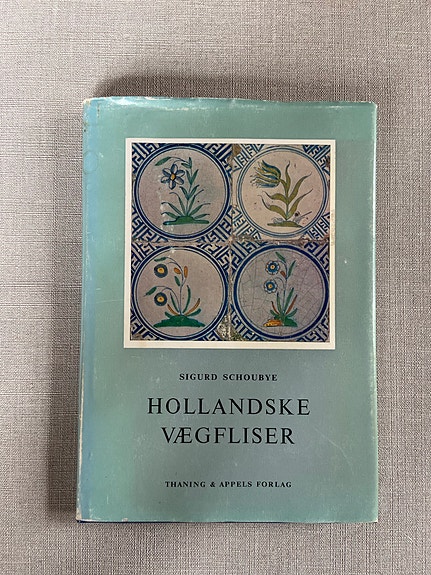 SIGURD SCHOUBYE
HOLLANDSKE
VÆGFLISER
THANING & APPELS FORLAG